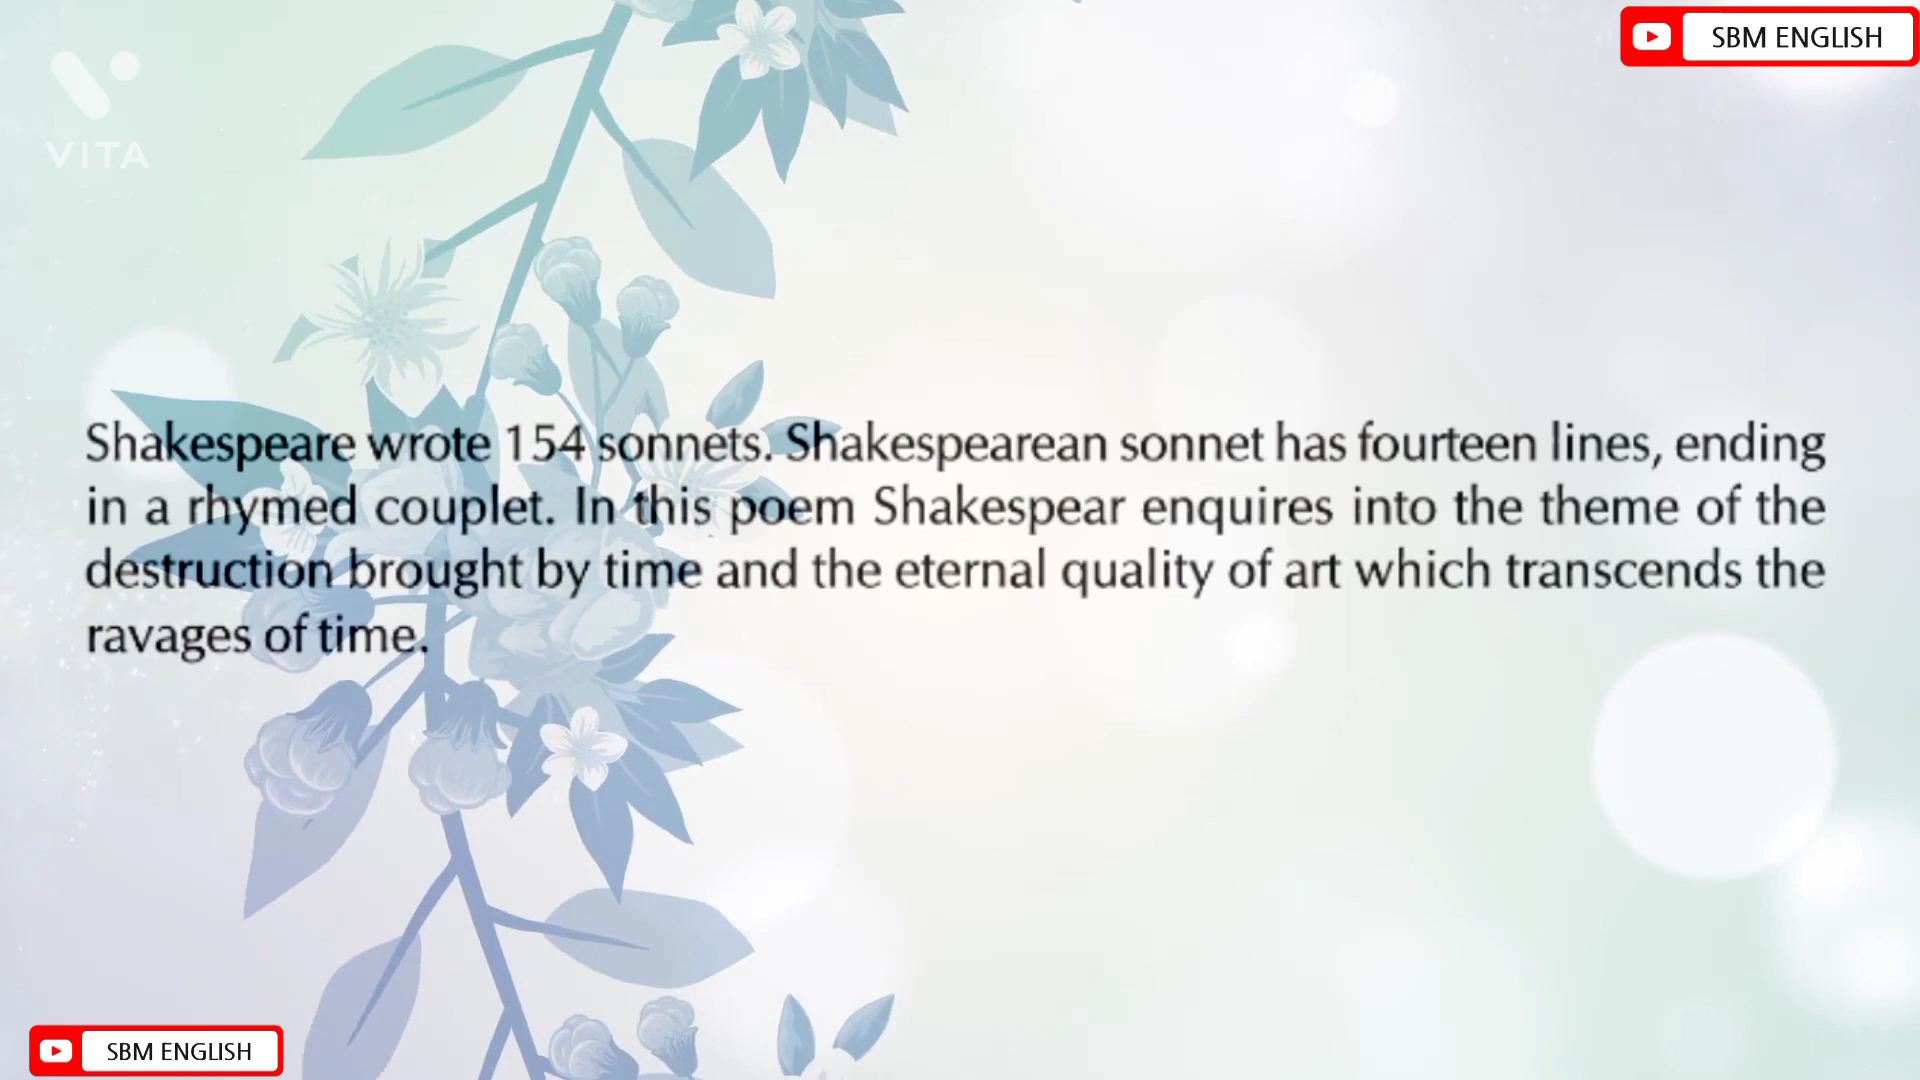 SBM ENGLISH
VITA
Shakespeare wrote 154 sonnets. Shakespearean sonnet has fourteen lines, ending
in a rhymed couplet. In this poem Shakespear enquires into the theme of the
destruction brought by time and the eternal quality of art which transcends the
ravages of time.
SBM ENGLISH